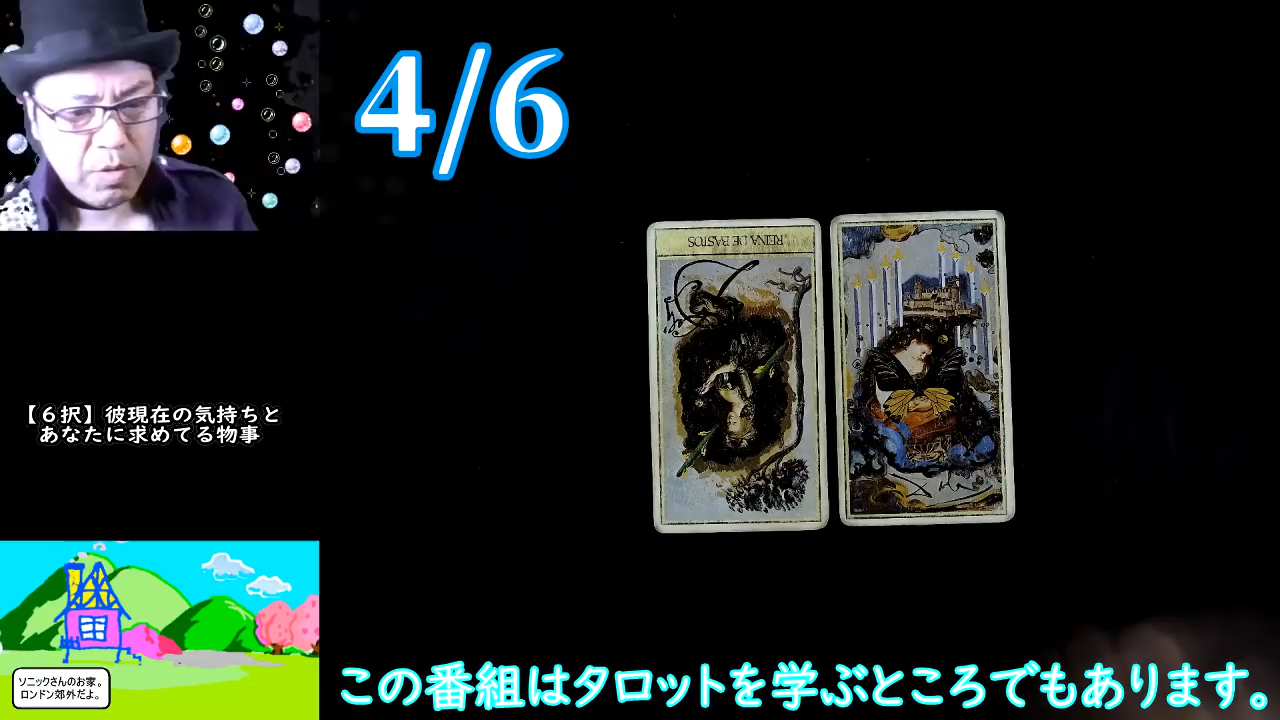 4/6
REINA DE BASTOS
【６択】彼現在の気持ちと
あなたに求めてる物事
ソニックさんのお家。
ロンドン郊外だよ。
この番組はタロットを学ぶところでもあります。